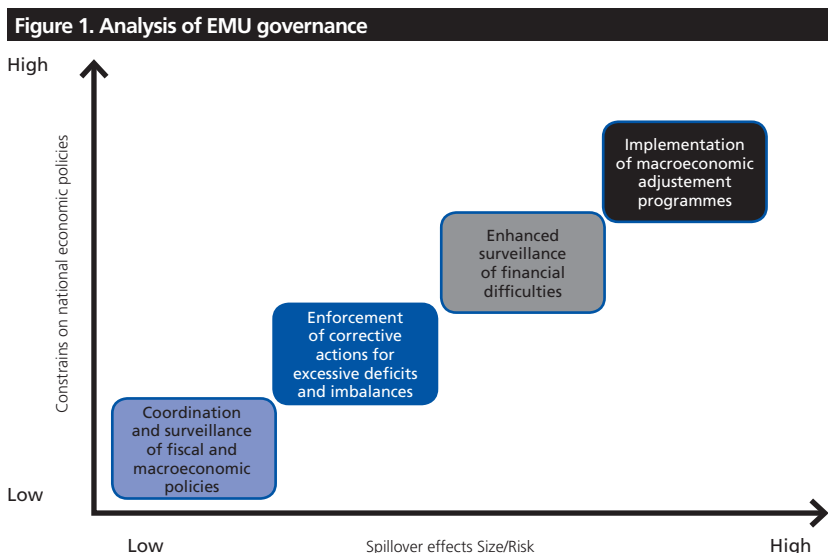 Figure 1. Analysis of EMU governance
High
Constrains on national economic policies
Implementation
of macroeconomic
adjustement
programmes
Enhanced
surveillance
of financial
difficulties
Enforcement
of corrective
actions for
excessive deficits
and imbalances
Coordination
and surveillance
of fiscal and
macroeconomic
policies
Low
Low
Spillover effects Size/Risk
High